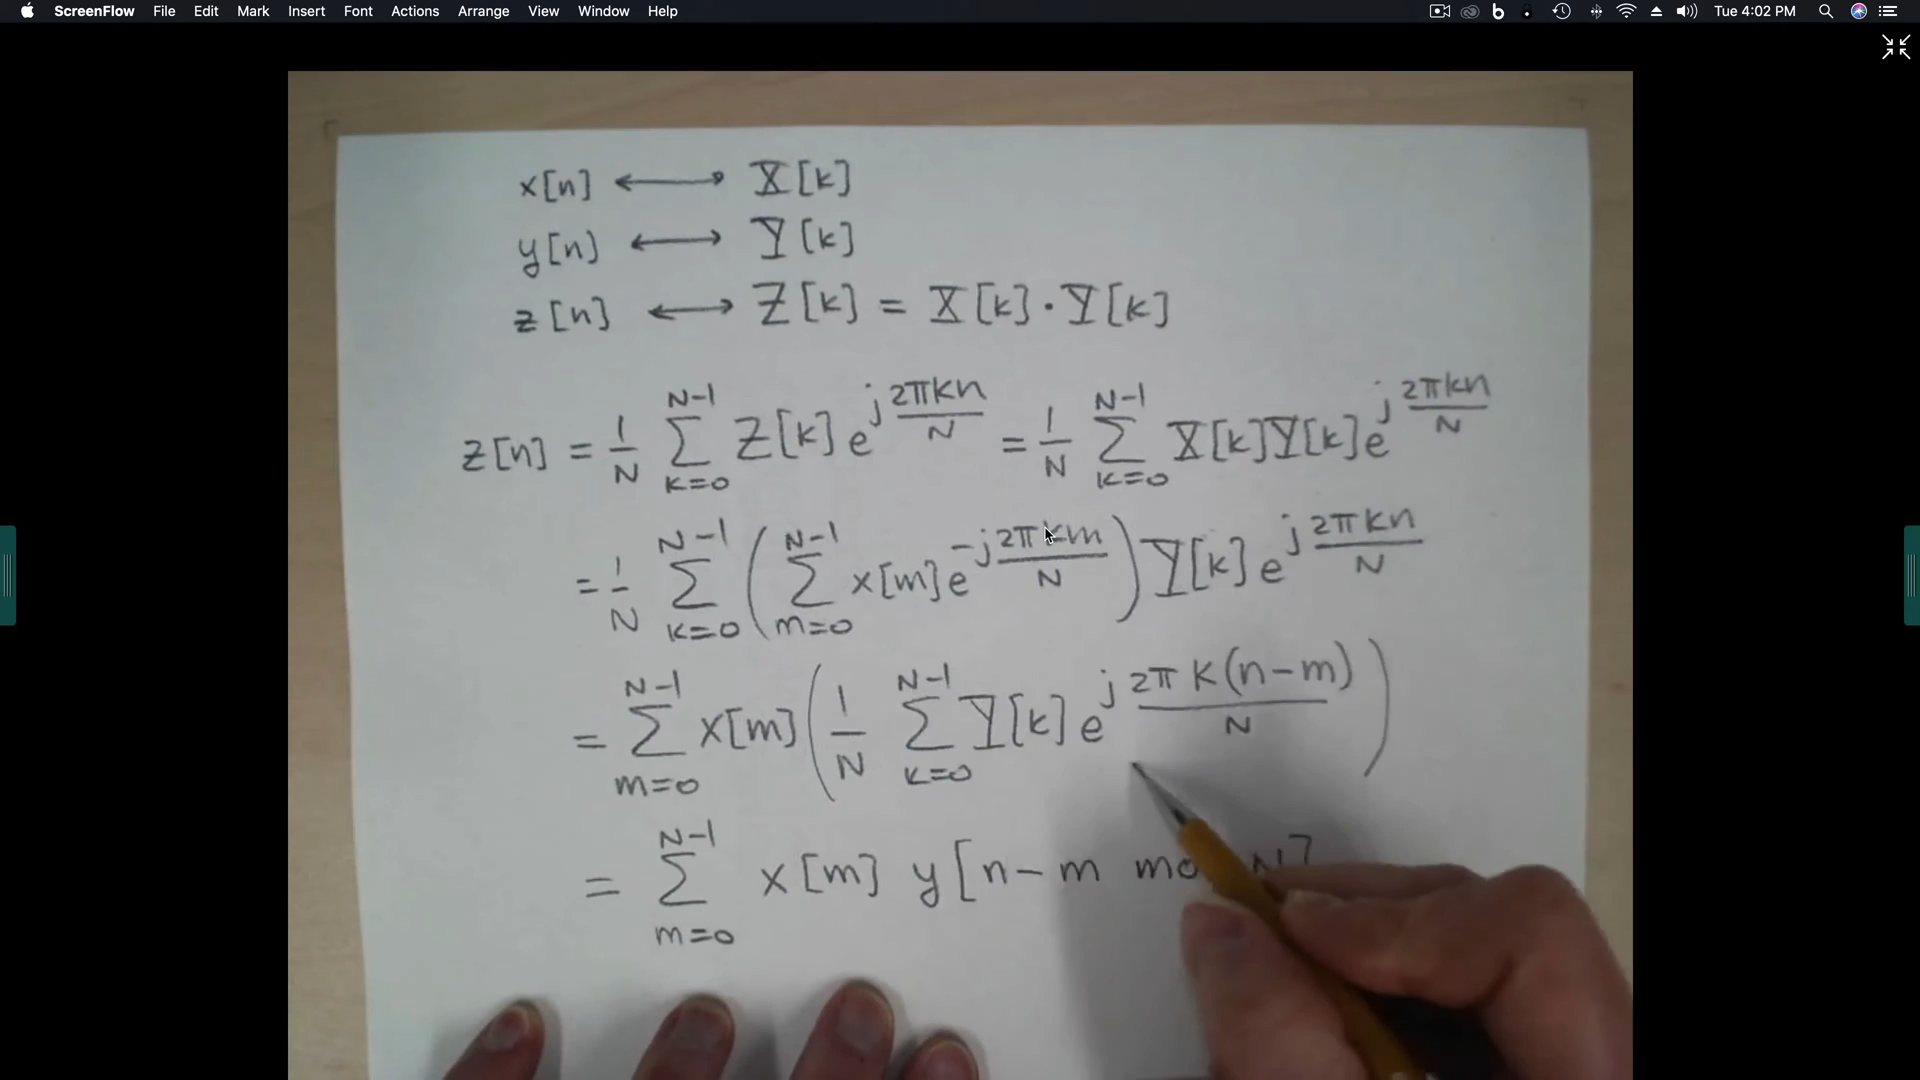 ScreenFlow File Edit Mark Insert Font Actions Arrange View Window Help Tue 4:02 PM
x[n] ⟷ X[k]
y[n] ⟷ Y[k]
z[n] ⟷ Z[k] = X[k] · Y[k]
z[n] = 1/N ∑_{k=0}^{N-1} Z[k] e^{j 2πkn/N} = 1/N ∑_{k=0}^{N-1} X[k]Y[k] e^{j 2πkn/N}
= 1/N ∑_{k=0}^{N-1} ( ∑_{m=0}^{N-1} x[m] e^{-j 2πkm/N} ) Y[k] e^{j 2πkn/N}
= ∑_{m=0}^{N-1} x[m] ( 1/N ∑_{k=0}^{N-1} Y[k] e^{j 2πk(n-m)/N} )
= ∑_{m=0}^{N-1} x[m] y[n-m mo N]